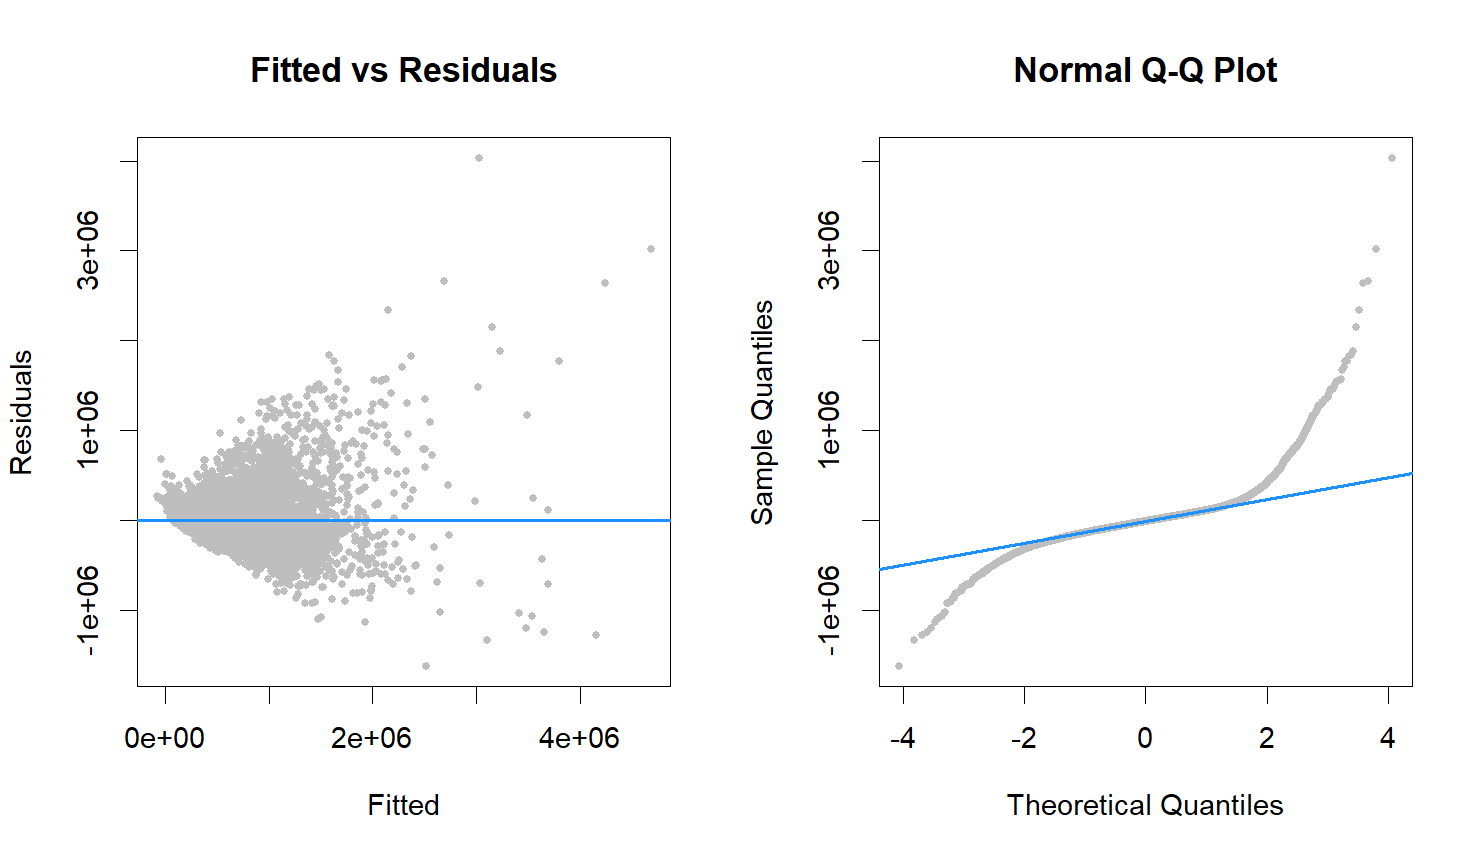 Fitted vs Residuals
Residuals
3e+06
1e+06
-1e+06
0e+00 2e+06 4e+06
Fitted
Normal Q-Q Plot
Sample Quantiles
3e+06
1e+06
-1e+06
-4 -2 0 2 4
Theoretical Quantiles